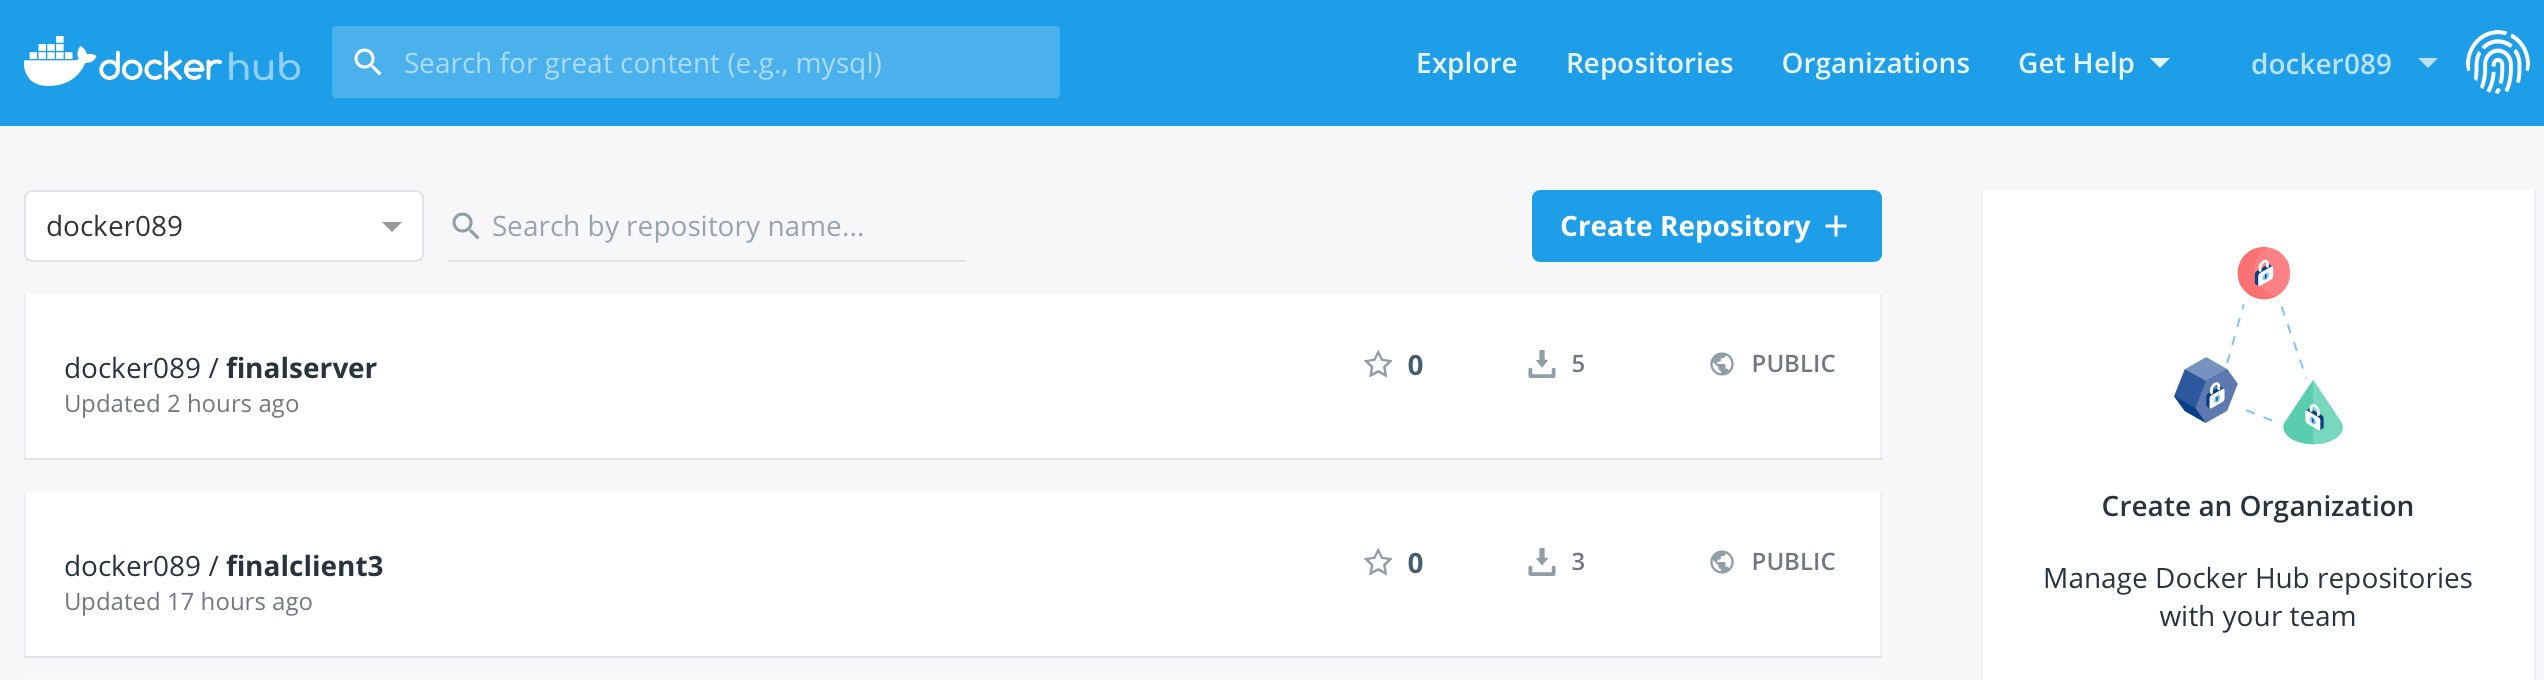 docker hub
Search for great content (e.g., mysql)
Explore
Repositories
Organizations
Get Help
docker089
docker089
Search by repository name...
Create Repository +
docker089 / finalserver
Updated 2 hours ago
0
5
PUBLIC
docker089 / finalclient3
Updated 17 hours ago
0
3
PUBLIC
Create an Organization
Manage Docker Hub repositories
with your team